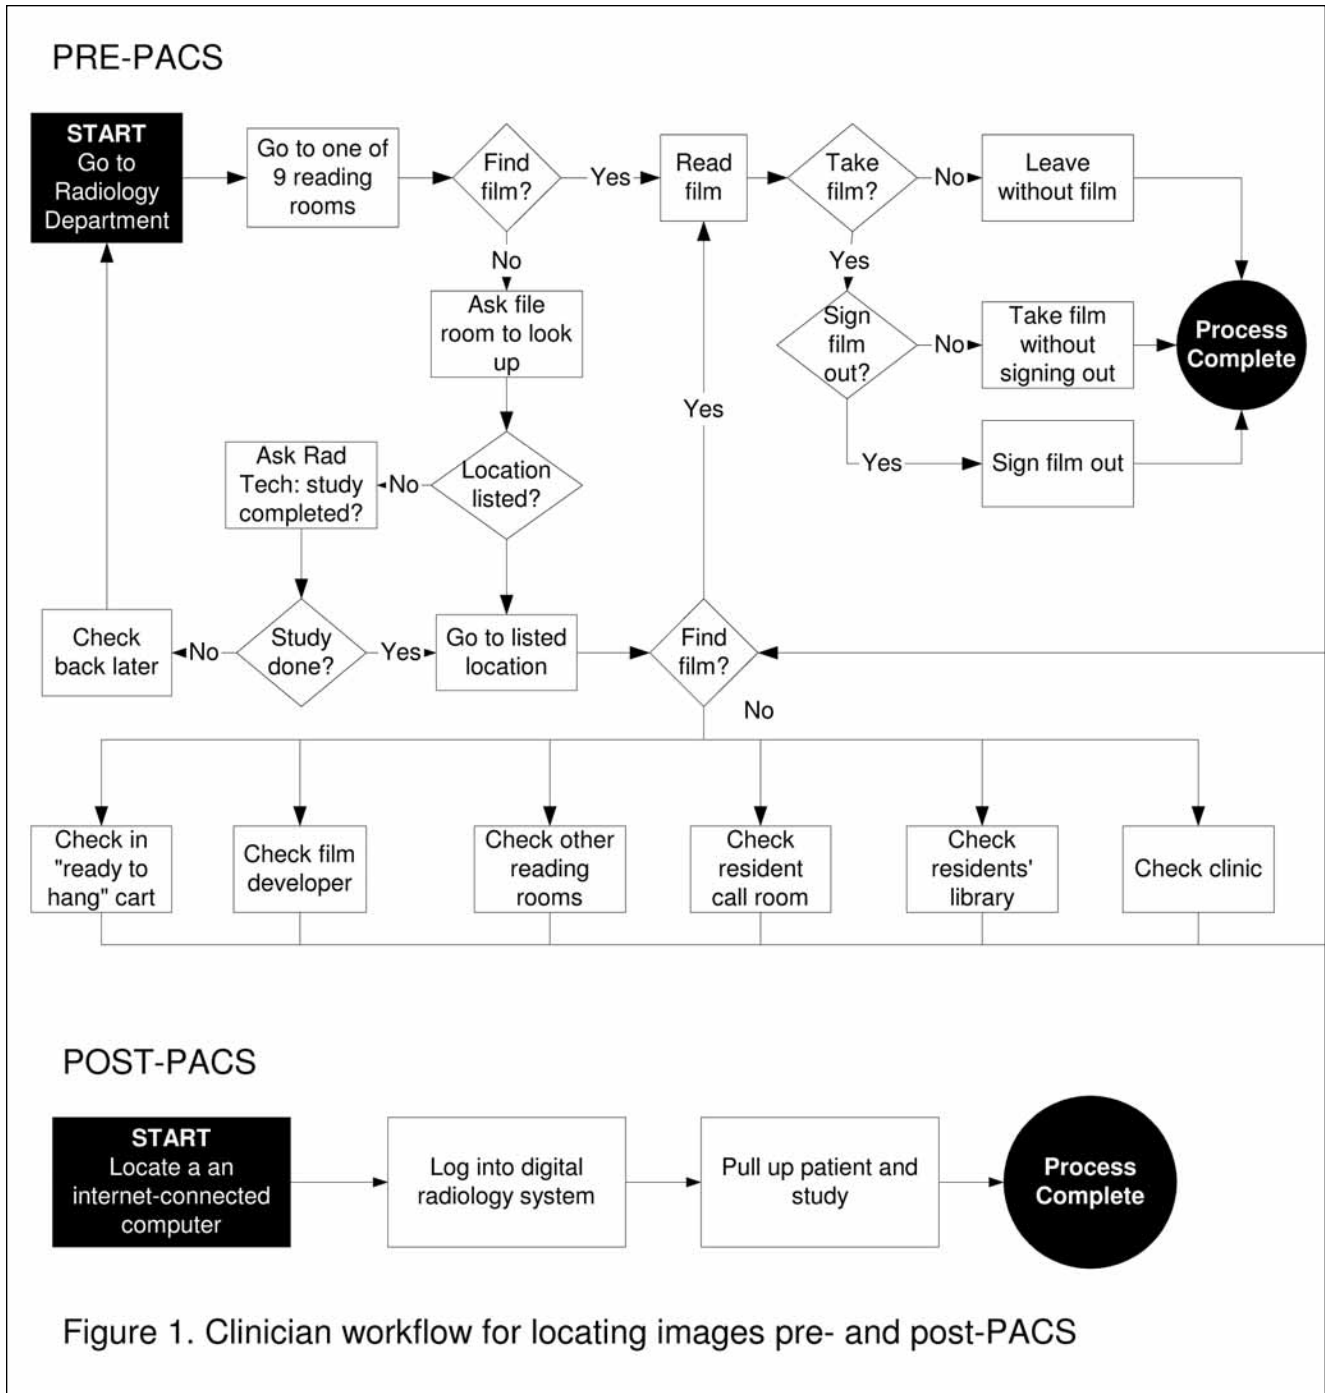 PRE-PACS
START
Go to
Radiology
Department
Go to one of
9 reading
rooms
Find
film?
Yes
Read
film
Take
film?
No
Leave
without film
No
Yes
Ask file
room to look
up
Sign
film
out?
No
Take film
without
signing out
Process
Complete
Yes
Ask Rad
Tech: study
completed?
No
Location
listed?
Yes
Sign film out
Check
back later
No
Study
done?
Yes
Go to listed
location
Find
film?
No
Check in
"ready to
hang" cart
Check film
developer
Check other
reading
rooms
Check
resident
call room
Check
residents'
library
Check clinic
POST-PACS
START
Locate a an
internet-connected
computer
Log into digital
radiology system
Pull up patient and
study
Process
Complete
Figure 1. Clinician workflow for locating images pre- and post-PACS